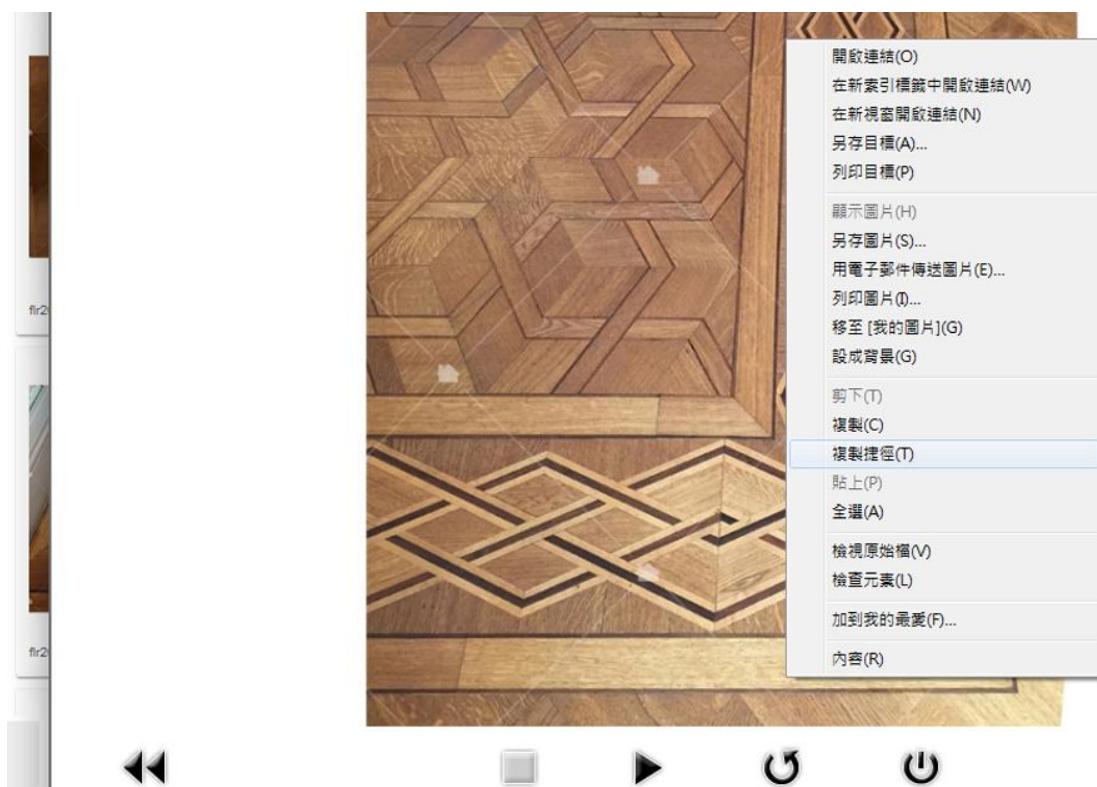 開啟連結(O)
在新索引標籤中開啟連結(W)
在新視窗開啟連結(N)
另存目標(A)...
列印目標(P)
顯示圖片(H)
另存圖片(S)...
用電子郵件傳送圖片(E)...
列印圖片(I)...
移至 [我的圖片](G)
設成背景(G)
剪下(T)
複製(C)
複製捷徑(T)
貼上(P)
全選(A)
檢視原始檔(V)
檢查元素(L)
加到我的最愛(F)...
內容(R)
flr2
flr2